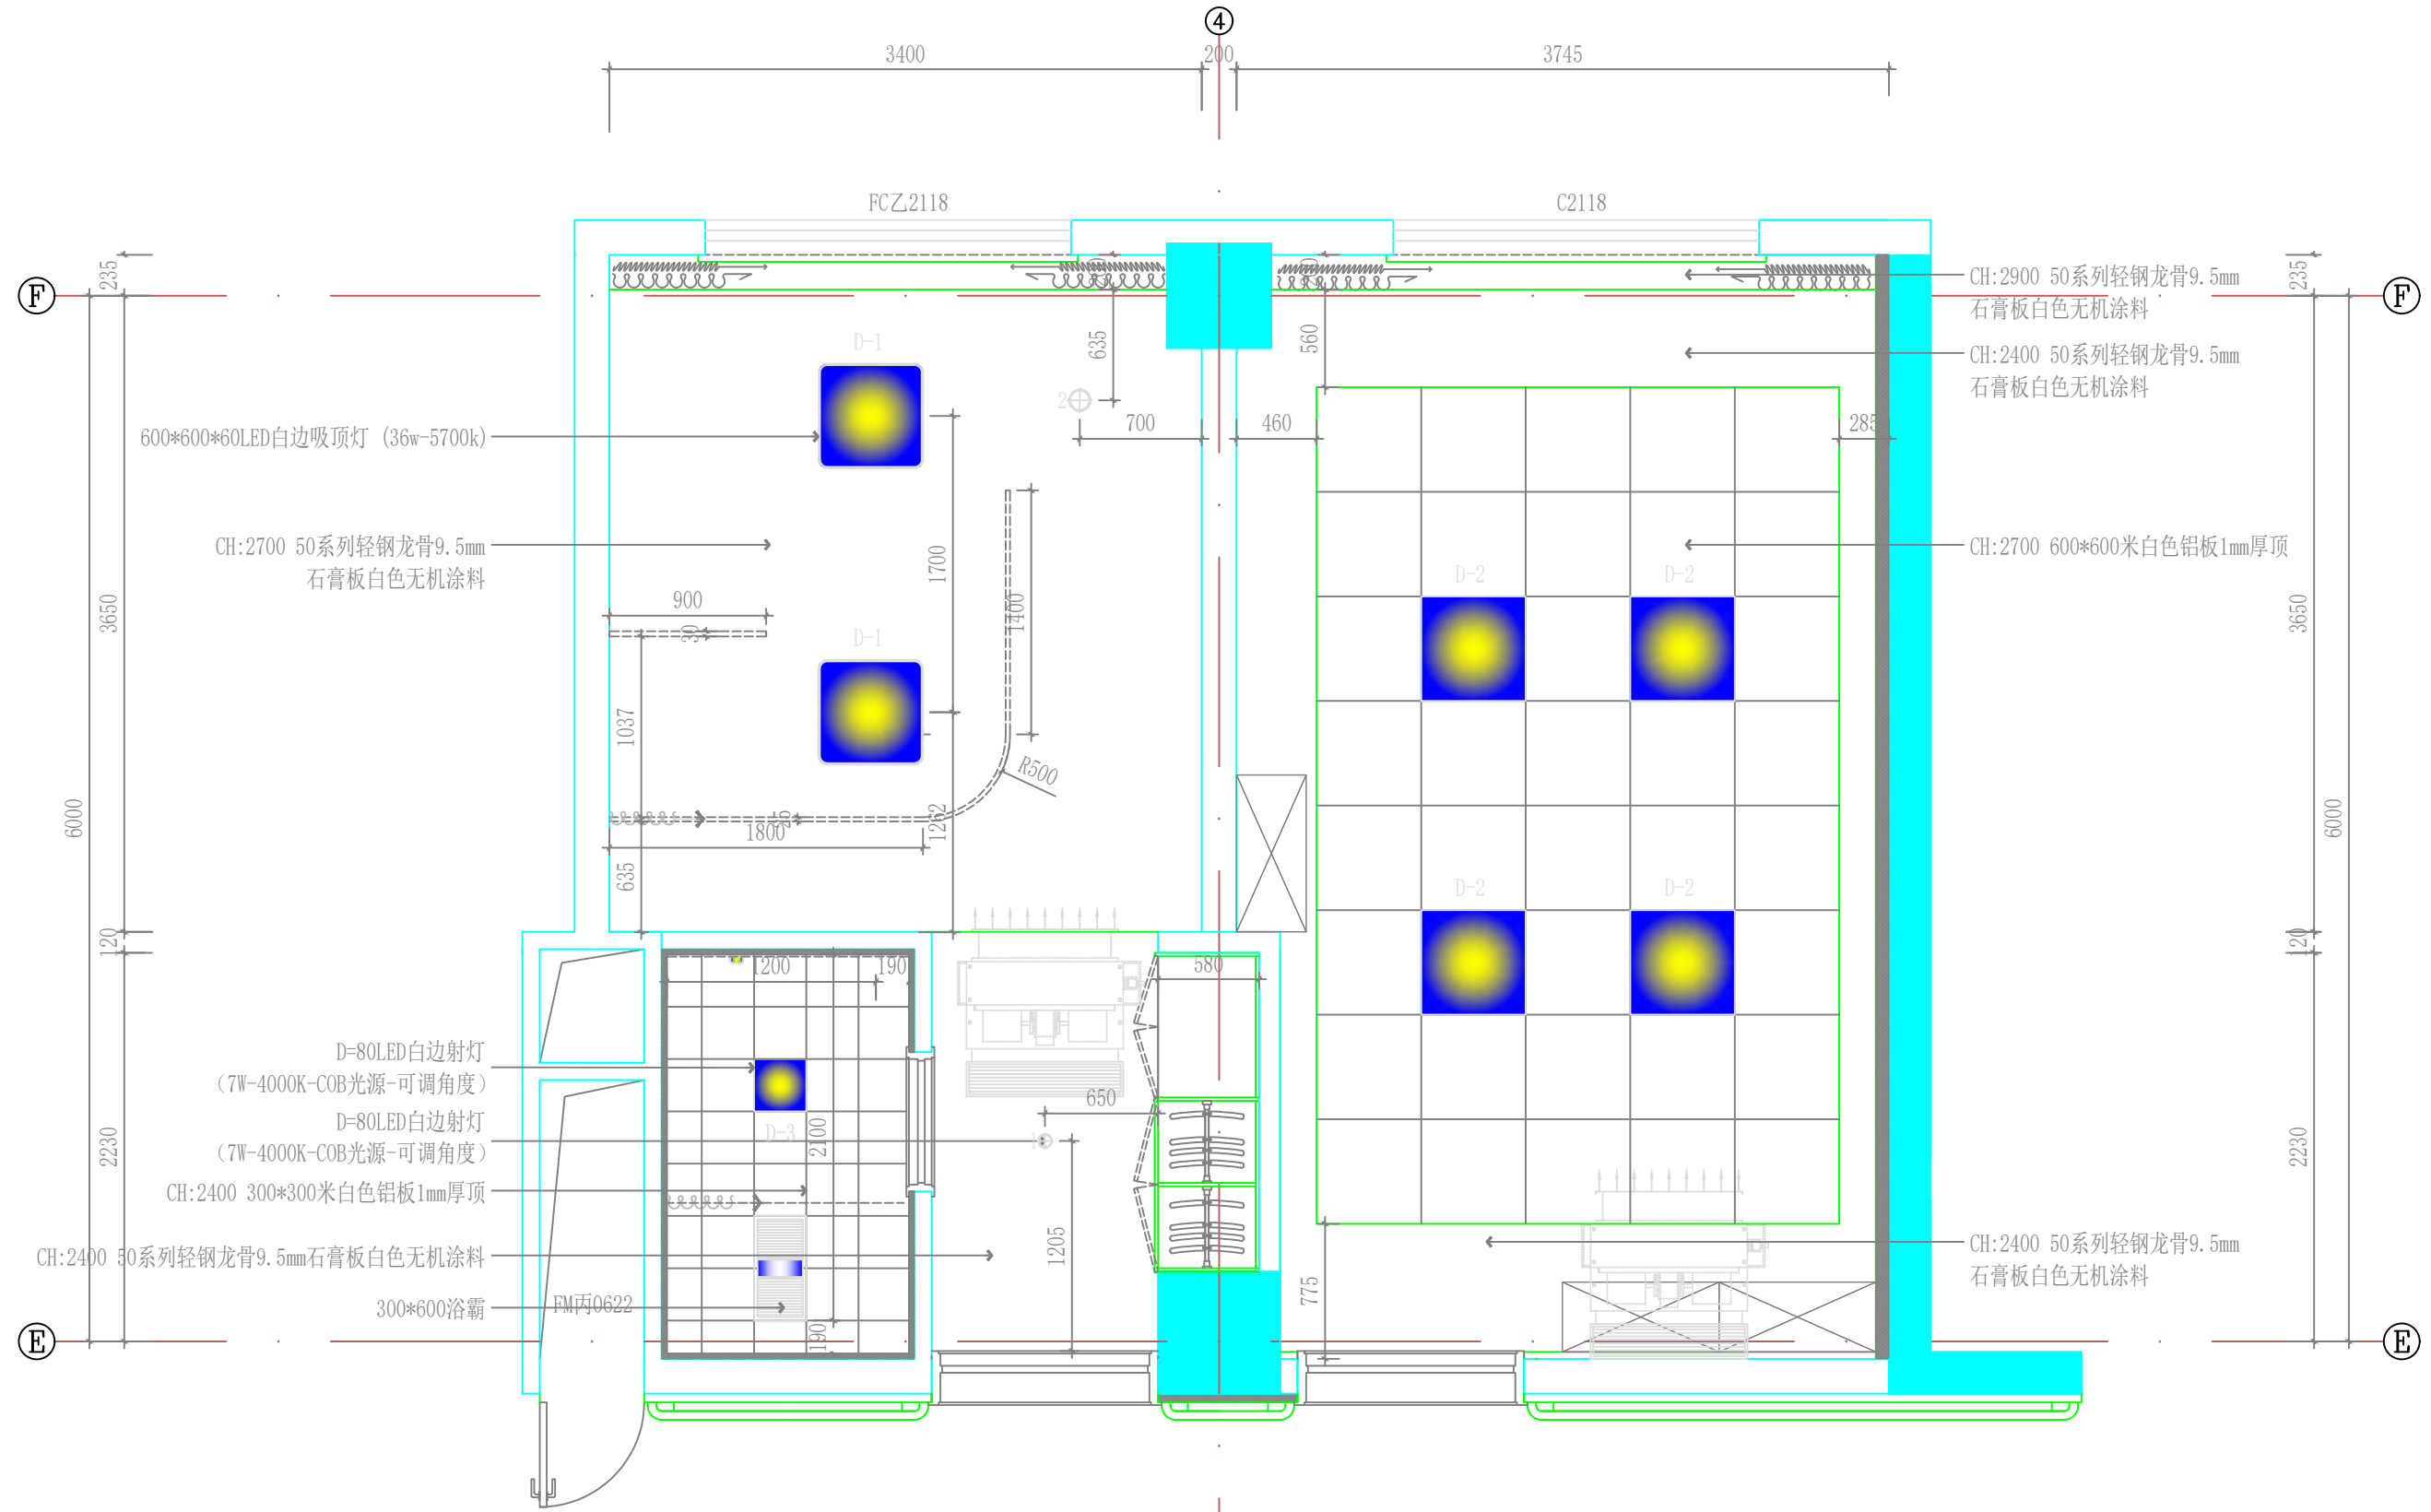 ④
3400
200
3745
FC乙2118
C2118
235
235
F
F
CH:2900 50系列轻钢龙骨9.5mm
石膏板白色无机涂料
CH:2400 50系列轻钢龙骨9.5mm
石膏板白色无机涂料
D-1
635
560
2
700
460
285
600*600*60LED白边吸顶灯 (36w-5700k)
CH:2700 50系列轻钢龙骨9.5mm
石膏板白色无机涂料
CH:2700 600*600米白色铝板1mm厚顶
1700
1400
900
30
D-1
D-2
D-2
3650
3650
1037
R500
6000
6000
1800
635
D-2
D-2
120
120
1200
190
580
D=80LED白边射灯
(7W-4000K-COB光源-可调角度)
D=80LED白边射灯
(7W-4000K-COB光源-可调角度)
650
D-3
2100
1
2230
2230
CH:2400 300*300米白色铝板1mm厚顶
CH:2400 50系列轻钢龙骨9.5mm石膏板白色无机涂料
1205
CH:2400 50系列轻钢龙骨9.5mm
石膏板白色无机涂料
775
300*600浴霸
FM丙0622
190
E
E